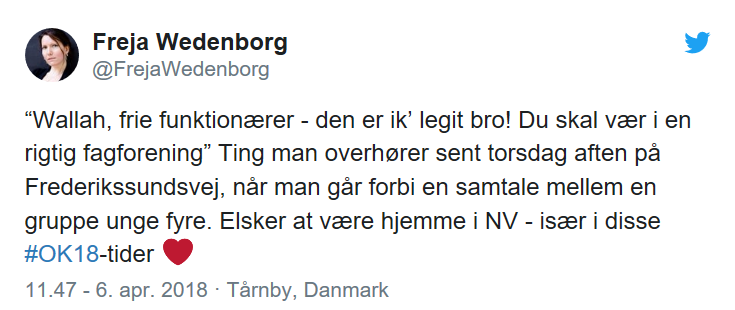 Freja Wedenborg
@FrejaWedenborg
“Wallah, frie funktionærer - den er ik’ legit bro! Du skal vær i en
rigtig fagforening” Ting man overhører sent torsdag aften på
Frederikssundsvej, når man går forbi en samtale mellem en
gruppe unge fyre. Elsker at være hjemme i NV - især i disse
#OK18-tider ❤
11.47 - 6. apr. 2018 · Tårnby, Danmark